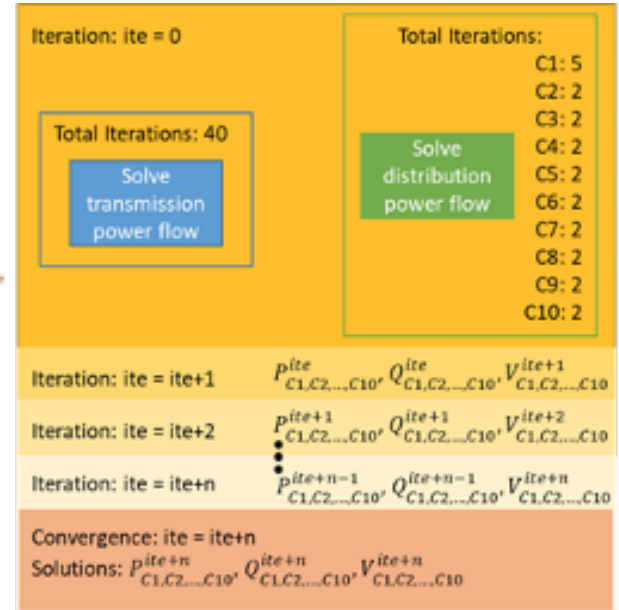 Iteration: ite = 0
Total Iterations: 40
Solve
transmission
power flow
Total Iterations:
C1: 5
C2: 2
C3: 2
C4: 2
C5: 2
C6: 2
C7: 2
C8: 2
C9: 2
C10: 2
Solve
distribution
power flow
Iteration: ite = ite+1 P^{ite}_{C1,C2,...,C10}, Q^{ite}_{C1,C2,...,C10}, V^{ite+1}_{C1,C2,...,C10}
Iteration: ite = ite+2 P^{ite+1}_{C1,C2,...,C10}, Q^{ite+1}_{C1,C2,...,C10}, V^{ite+2}_{C1,C2,...,C10}
Iteration: ite = ite+n P^{ite+n-1}_{C1,C2,...,C10}, Q^{ite+n-1}_{C1,C2,...,C10}, V^{ite+n}_{C1,C2,...,C10}
Convergence: ite = ite+n
Solutions: P^{ite+n}_{C1,C2,...,C10}, Q^{ite+n}_{C1,C2,...,C10}, V^{ite+n}_{C1,C2,...,C10}